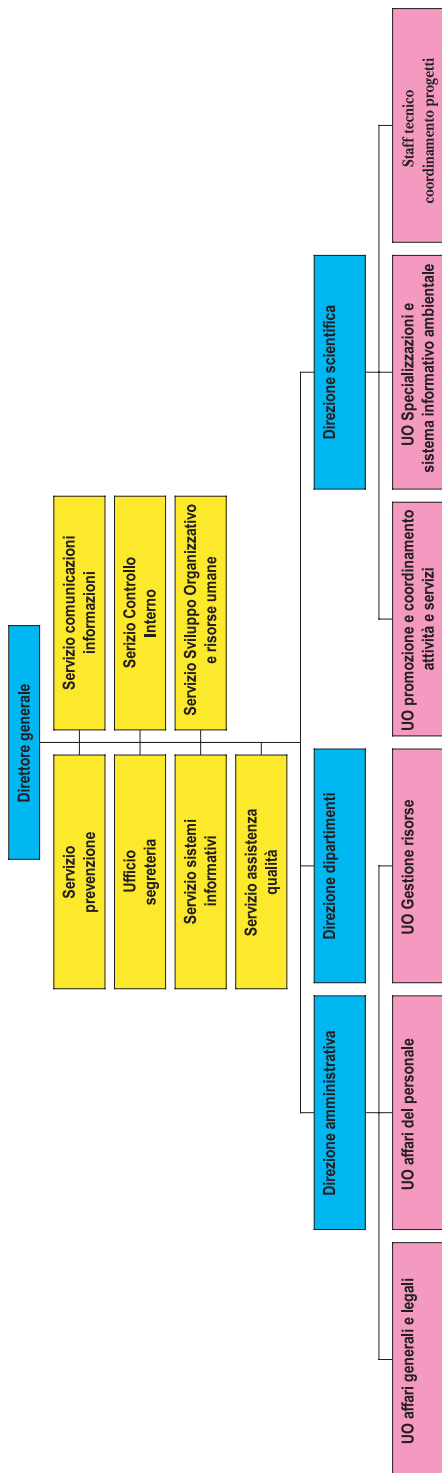 Direttore generale
Servizio
prevenzione
Servizio comunicazioni
informazioni
Ufficio
segreteria
Serizio Controllo
Interno
Servizio sistemi
informativi
Servizio Sviluppo Organizzativo
e risorse umane
Servizio assistenza
qualità
Direzione amministrativa
Direzione dipartimenti
Direzione scientifica
UO affari generali e legali
UO affari del personale
UO Gestione risorse
UO promozione e coordinamento
attività e servizi
UO Specializzazioni e
sistema informativo ambientale
Staff tecnico
coordinamento progetti